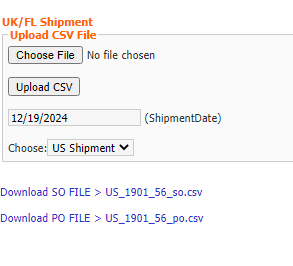 UK/FL Shipment
Upload CSV File
Choose File No file chosen
Upload CSV
12/19/2024 (ShipmentDate)
Choose: US Shipment
Download SO FILE > US_1901_56_so.csv
Download PO FILE > US_1901_56_po.csv